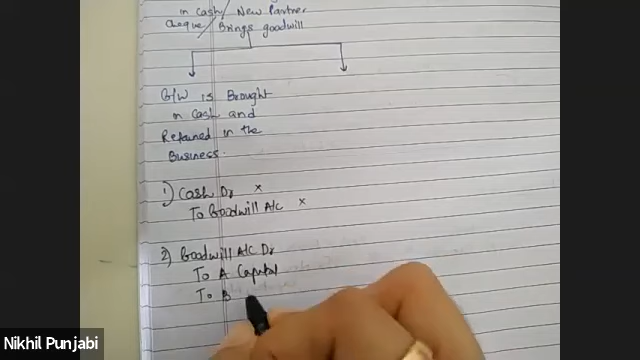 in cash/ New Partner
Cheque/ Brings goodwill
G/W is Brought
in cash and
Retained in the
Business.
1) Cash Dr x
To Goodwill A/c x
2) Goodwill A/c Dr
To A Capital
To B
Nikhil Punjabi